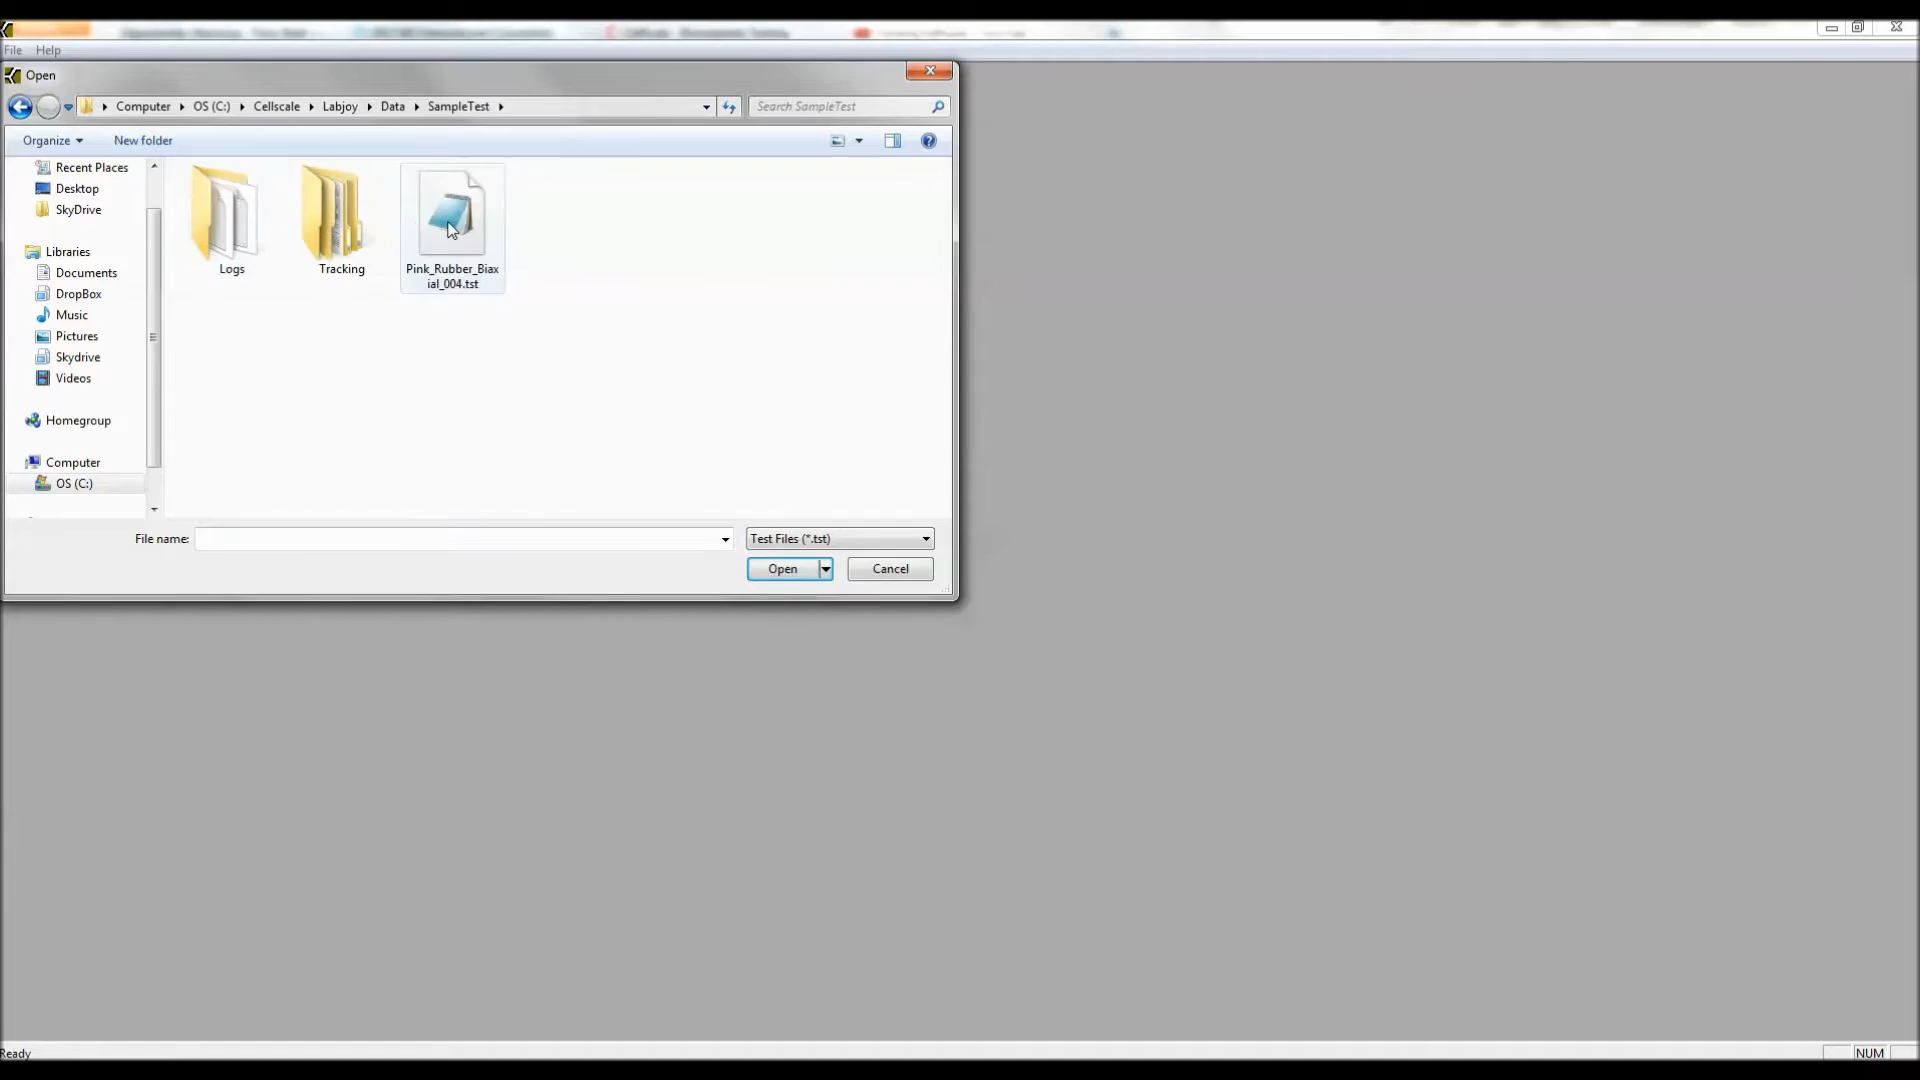 File Help
Open
Computer OS (C:) Cellscale Labjoy Data SampleTest
Search SampleTest
Organize New folder
Recent Places
Desktop
SkyDrive
Libraries
Documents
DropBox
Music
Pictures
Skydrive
Videos
Homegroup
Computer
OS (C:)
Logs
Tracking
Pink_Rubber_Biax
ial_004.tst
File name:
Test Files (*.tst)
Open
Cancel
Ready
NUM